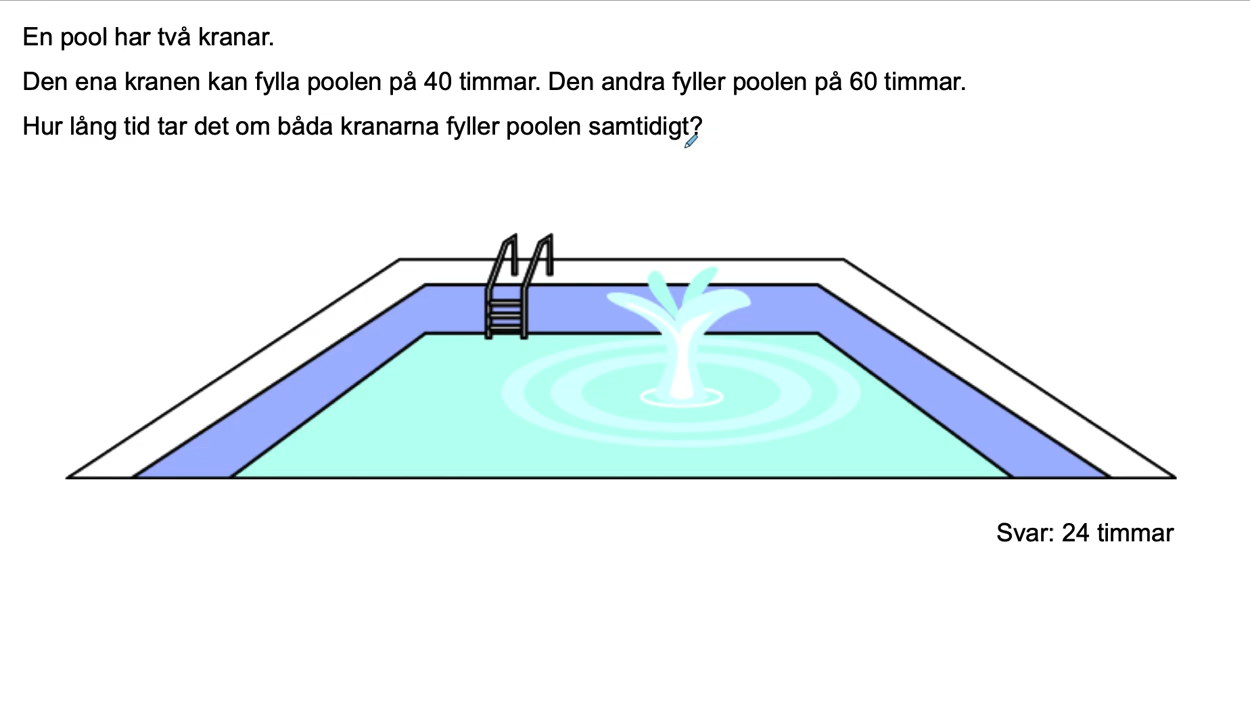 En pool har två kranar.
Den ena kranen kan fylla poolen på 40 timmar. Den andra fyller poolen på 60 timmar.
Hur lång tid tar det om båda kranarna fyller poolen samtidigt?
Svar: 24 timmar